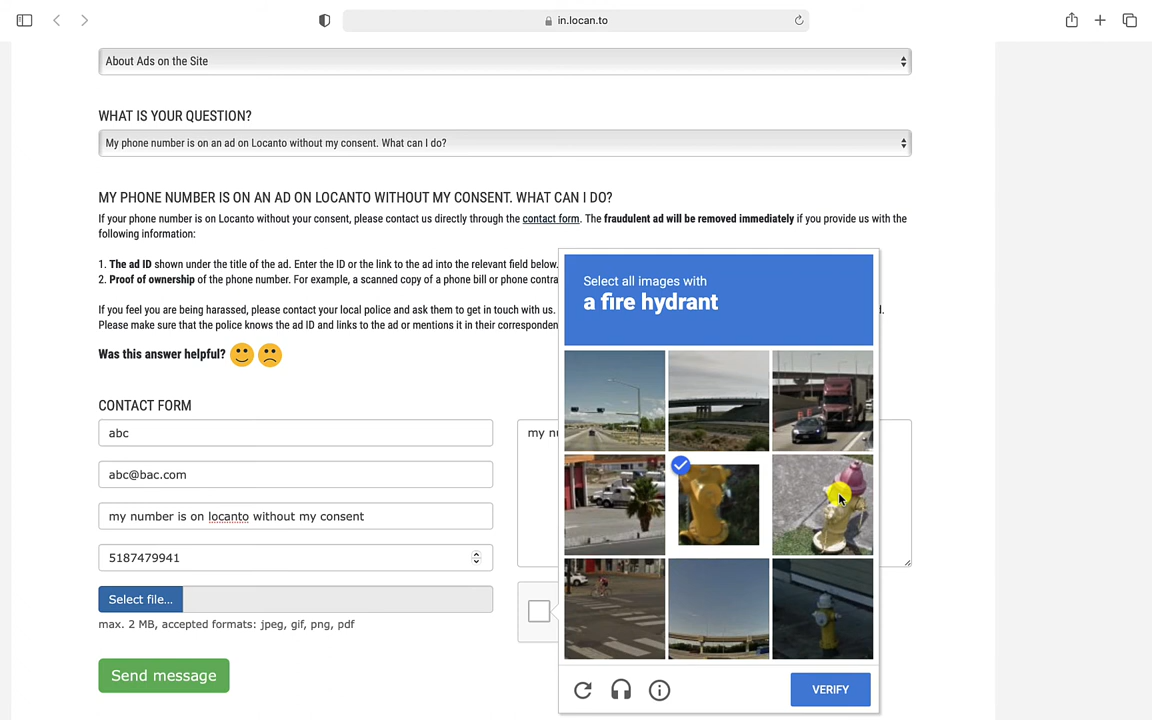 in.locan.to
About Ads on the Site
WHAT IS YOUR QUESTION?
My phone number is on an ad on Locanto without my consent. What can I do?
MY PHONE NUMBER IS ON AN AD ON LOCANTO WITHOUT MY CONSENT. WHAT CAN I DO?
If your phone number is on Locanto without your consent, please contact us directly through the contact form. The fraudulent ad will be removed immediately if you provide us with the
following information:
1. The ad ID shown under the title of the ad. Enter the ID or the link to the ad into the relevant field below.
2. Proof of ownership of the phone number. For example, a scanned copy of a phone bill or phone contra
If you feel you are being harassed, please contact your local police and ask them to get in touch with us.
d.
Please make sure that the police knows the ad ID and links to the ad or mentions it in their corresponden
Was this answer helpful?
CONTACT FORM
abc
abc@bac.com
my number is on locanto without my consent
5187479941
Select file...
max. 2 MB, accepted formats: jpeg, gif, png, pdf
Send message
my nu
Select all images with
a fire hydrant
VERIFY